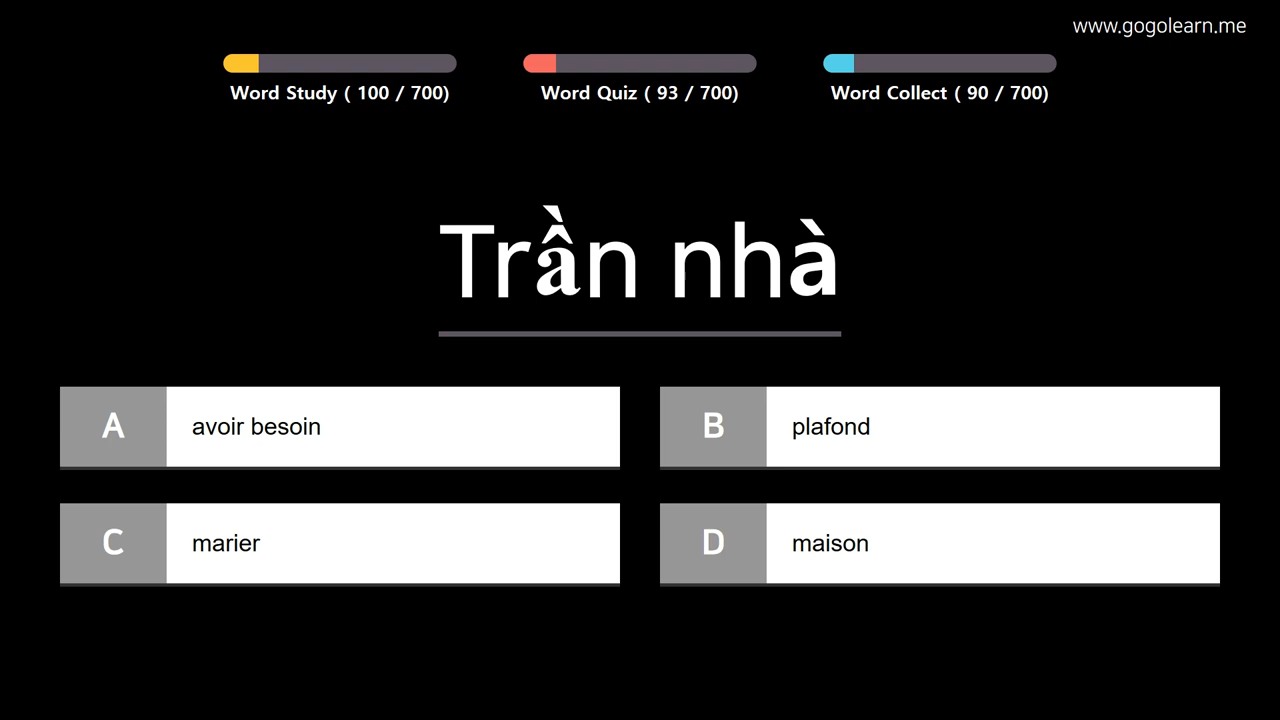 www.gogolearn.me
Word Study ( 100 / 700)
Word Quiz ( 93 / 700)
Word Collect ( 90 / 700)
Trần nhà
A avoir besoin
B plafond
C marier
D maison